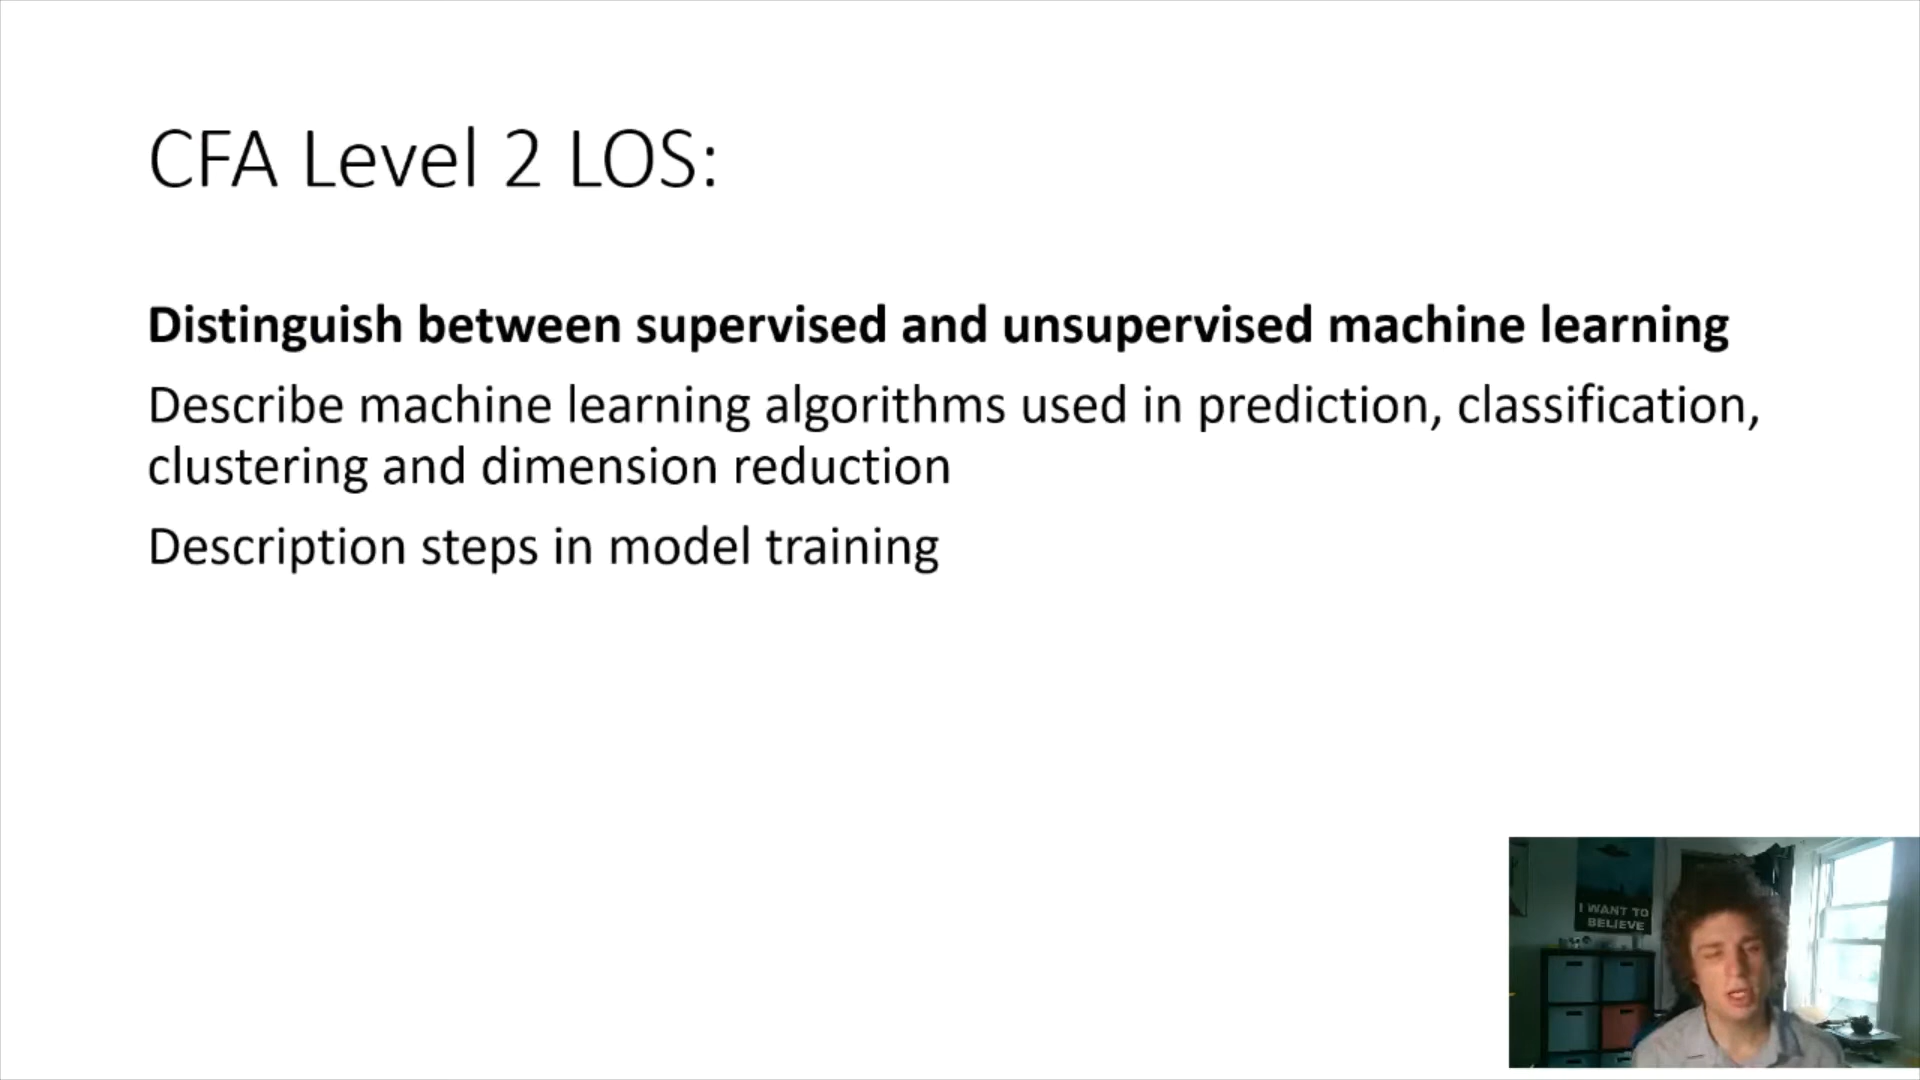 CFA Level 2 LOS:
Distinguish between supervised and unsupervised machine learning
Describe machine learning algorithms used in prediction, classification,
clustering and dimension reduction
Description steps in model training
I WANT TO
BELIEVE